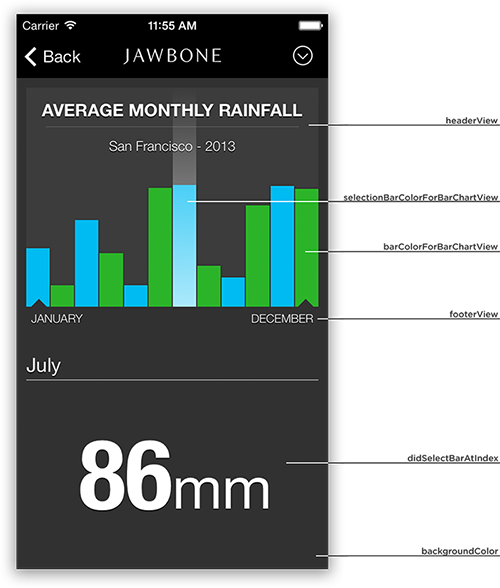 Carrier 11:55 AM
Back JAWBONE
AVERAGE MONTHLY RAINFALL
headerView
San Francisco - 2013
selectionBarColorForBarChartView
barColorForBarChartView
JANUARY DECEMBER
footerView
July
86mm
didSelectBarAtIndex
backgroundColor